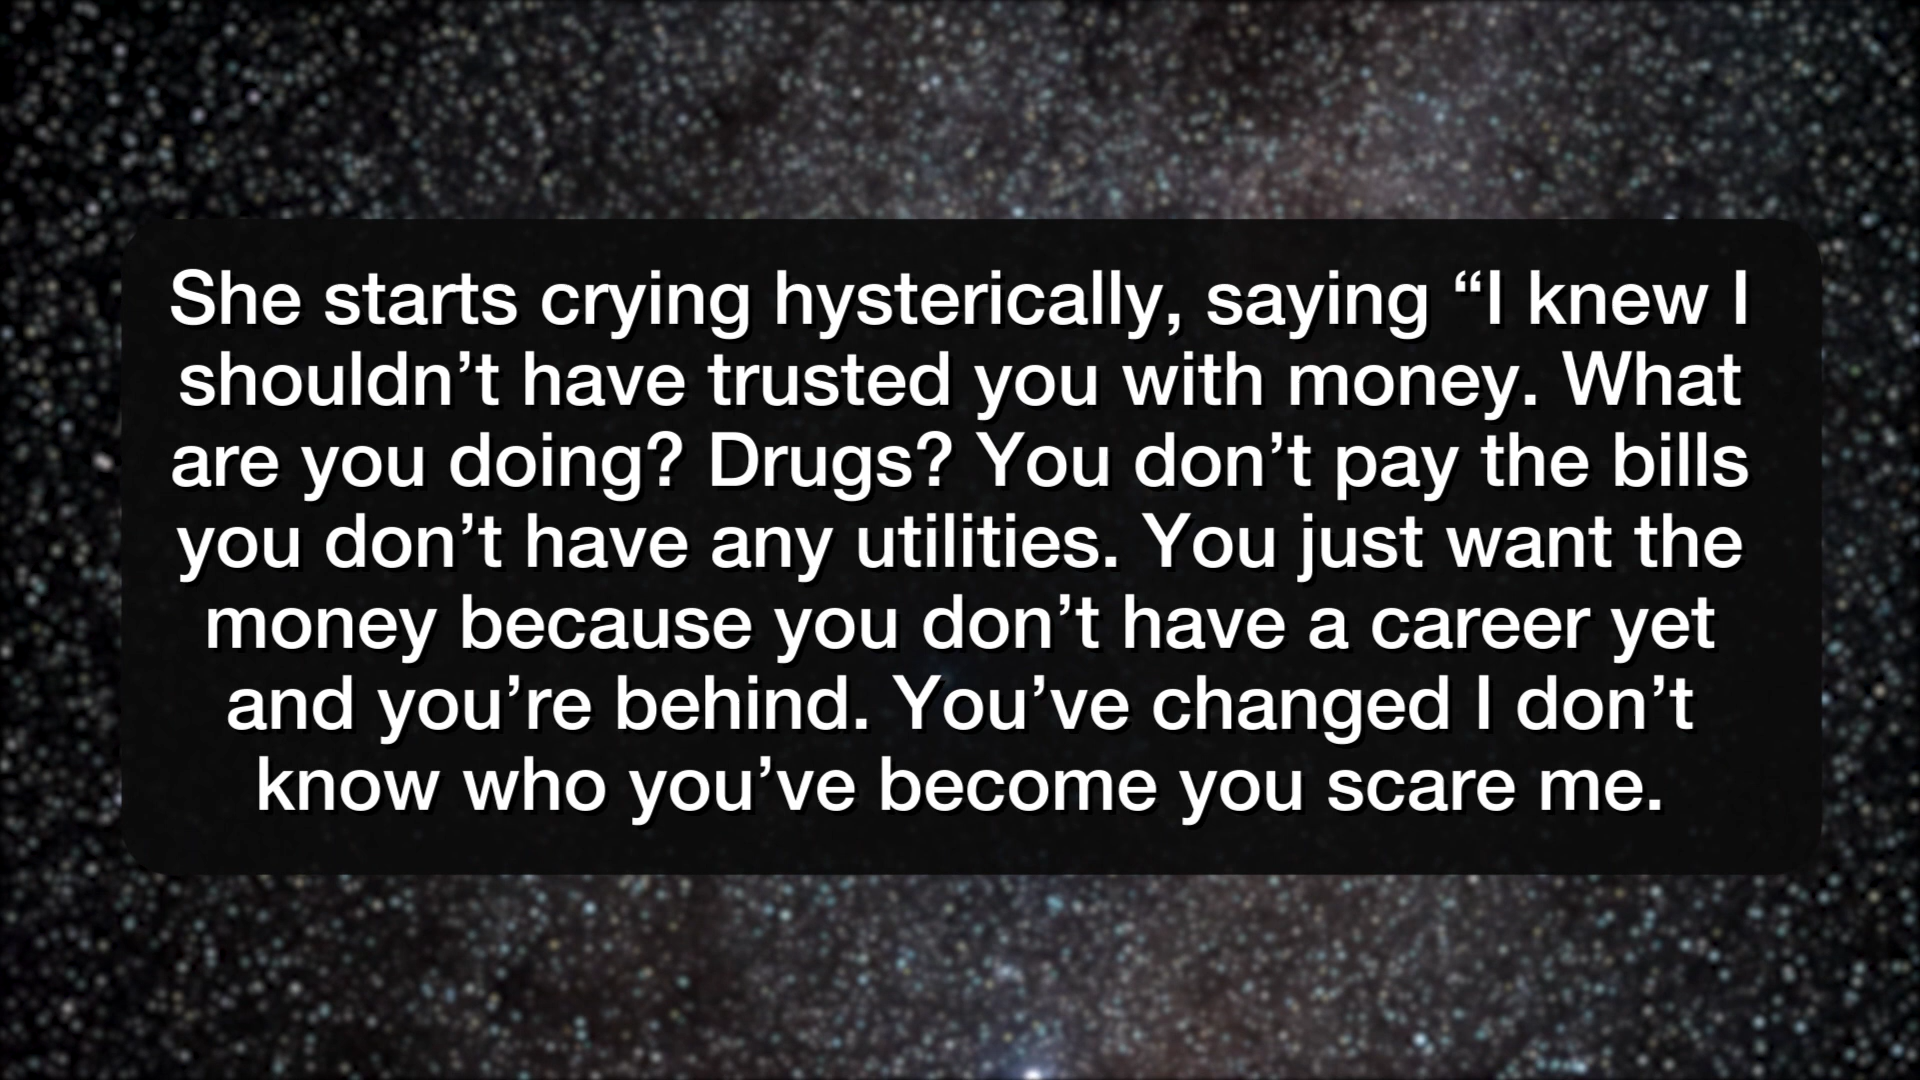 She starts crying hysterically, saying “I knew I
shouldn’t have trusted you with money. What
are you doing? Drugs? You don’t pay the bills
you don’t have any utilities. You just want the
money because you don’t have a career yet
and you’re behind. You’ve changed I don’t
know who you’ve become you scare me.